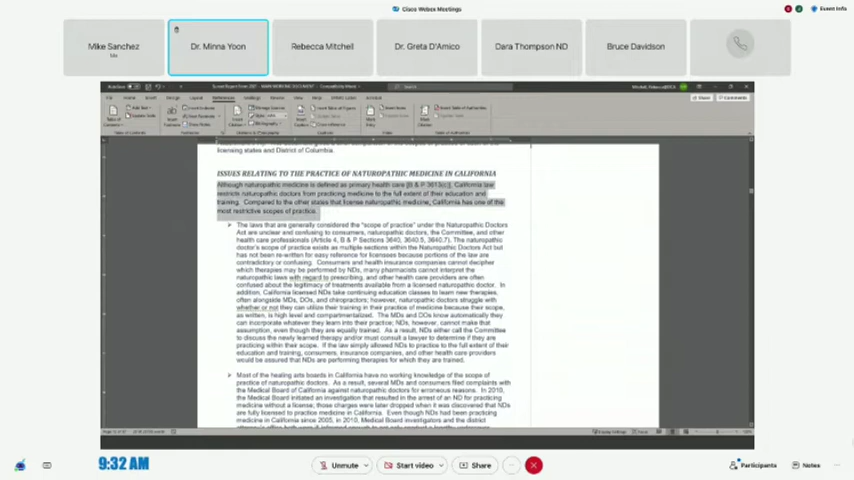 Cisco Webex Meetings
Event Info
Mike Sanchez
Me
Dr. Minna Yoon
Rebecca Mitchell
Dr. Greta D'Amico
Dara Thompson ND
Bruce Davidson
Share
Comments
licensing states and District of Columbia.
ISSUES RELATING TO THE PRACTICE OF NATUROPATHIC MEDICINE IN CALIFORNIA
Although naturopathic medicine is defined as primary health care [B & P 3613(c)], California law
restricts naturopathic doctors from practicing medicine to the full extent of their education and
training. Compared to the other states that license naturopathic medicine, California has one of the
most restrictive scopes of practice.
➢ The laws that are generally considered the "scope of practice" under the Naturopathic Doctors
Act are unclear and confusing to consumers, naturopathic doctors, the Committee, and other
health care professionals (Article 4, B & P Sections 3640, 3640.5, 3640.7). The naturopathic
doctor's scope of practice exists as multiple sections within the Naturopathic Doctors Act but
has not been re-written for easy reference for licensees because portions of the law are
contradictory or confusing. Consumers and health insurance companies cannot decipher
which therapies may be performed by NDs, many pharmacists cannot interpret the
naturopathic laws with regard to prescribing, and other health care providers are often
confused about the legitimacy of treatments available from a licensed naturopathic doctor. In
addition, California licensed NDs take continuing education classes to learn new therapies,
often alongside MDs, DOs, and chiropractors; however, naturopathic doctors struggle with
whether or not they can utilize their training in their practice of medicine because their scope,
as written, is high level and compartmentalized. The MDs and DOs know automatically they
can incorporate whatever they learn into their practice; NDs, however, cannot make that
assumption, even though they are equally trained. As a result, NDs either call the Committee
to discuss the newly learned therapy and/or must consult a lawyer to determine if they are
practicing within their scope. If the law simply allowed NDs to practice to the full extent of their
education and training, consumers, insurance companies, and other health care providers
would be assured that NDs are performing therapies for which they are trained.
➢ Most of the healing arts boards in California have no working knowledge of the scope of
practice of naturopathic doctors. As a result, several MDs and consumers filed complaints with
the Medical Board of California against naturopathic doctors for erroneous reasons. In 2010,
the Medical Board initiated an investigation that resulted in the arrest of an ND for practicing
medicine without a license; those charges were later dropped when it was discovered that NDs
are fully licensed to practice medicine in California. Even though NDs had been practicing
medicine in California since 2005, in 2010, Medical Board investigators and the district
9:32 AM
Unmute
Start video
Share
Participants
Notes